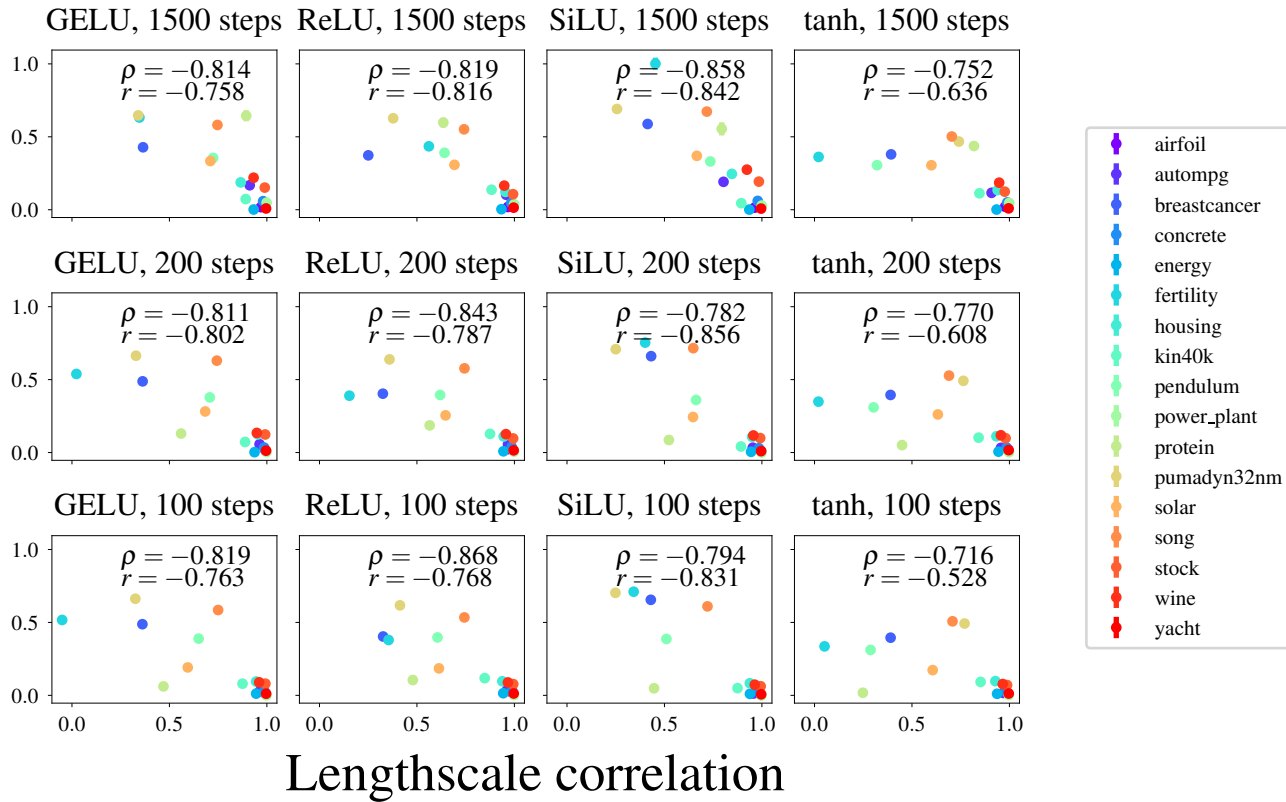 GELU, 1500 steps
ReLU, 1500 steps
SiLU, 1500 steps
tanh, 1500 steps
1.0
0.5
0.0
ρ = −0.814
r = −0.758
ρ = −0.819
r = −0.816
ρ = −0.858
r = −0.842
ρ = −0.752
r = −0.636
GELU, 200 steps
ReLU, 200 steps
SiLU, 200 steps
tanh, 200 steps
1.0
0.5
0.0
ρ = −0.811
r = −0.802
ρ = −0.843
r = −0.787
ρ = −0.782
r = −0.856
ρ = −0.770
r = −0.608
GELU, 100 steps
ReLU, 100 steps
SiLU, 100 steps
tanh, 100 steps
1.0
0.5
0.0
ρ = −0.819
r = −0.763
ρ = −0.868
r = −0.768
ρ = −0.794
r = −0.831
ρ = −0.716
r = −0.528
0.0 0.5 1.0
0.0 0.5 1.0
0.0 0.5 1.0
0.0 0.5 1.0
Lengthscale correlation
airfoil
autompg
breastcancer
concrete
energy
fertility
housing
kin40k
pendulum
power_plant
protein
pumadyn32nm
solar
song
stock
wine
yacht